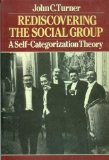 John C. Turner
REDISCOVERING
THE SOCIAL GROUP
A Self-Categorization Theory